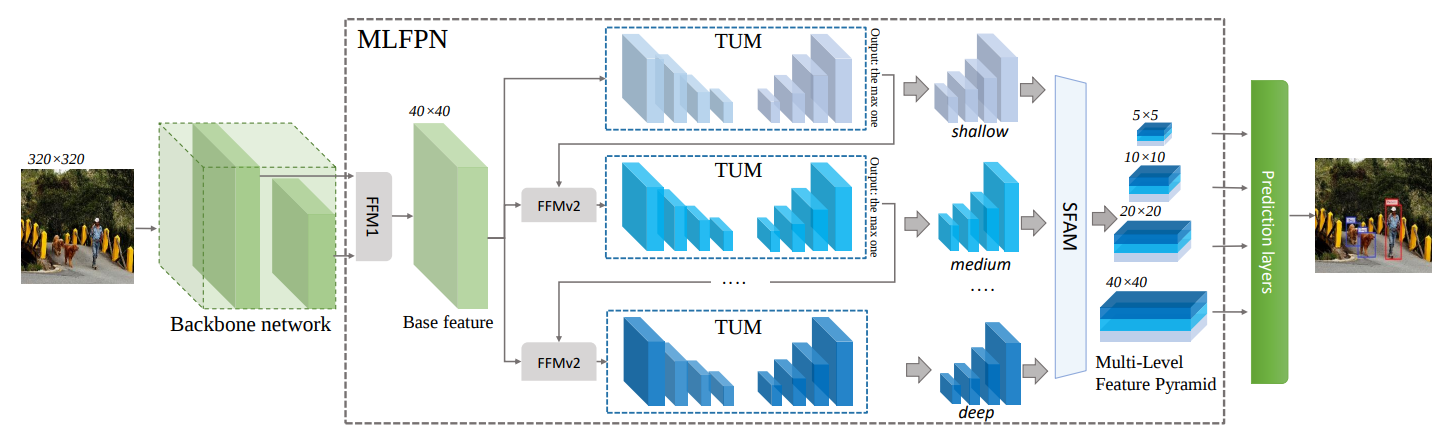 MLFPN
320×320
Backbone network
FFM1
40×40
Base feature
TUM
Output: the max one
shallow
FFMv2
TUM
Output: the max one
medium
....
....
FFMv2
TUM
deep
SFAM
5×5
10×10
20×20
40×40
Multi-Level
Feature Pyramid
Prediction layers